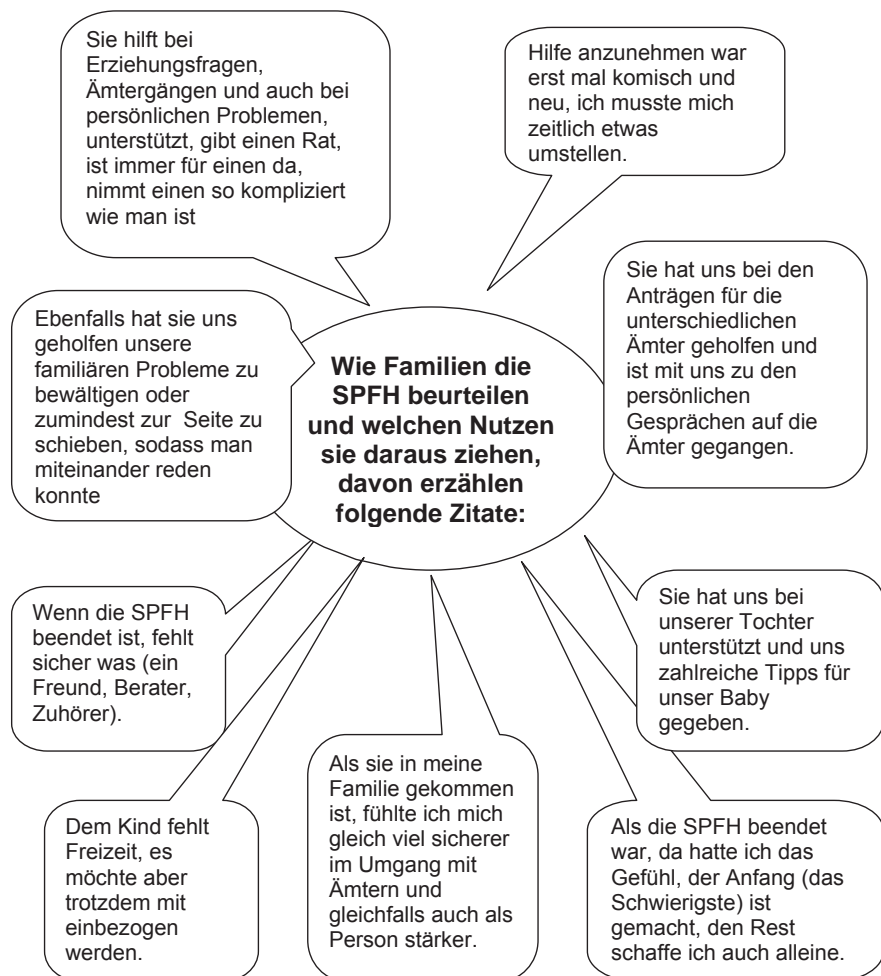 Sie hilft bei
Erziehungsfragen,
Ämtergängen und auch bei
persönlichen Problemen,
unterstützt, gibt einen Rat,
ist immer für einen da,
nimmt einen so kompliziert
wie man ist
Hilfe anzunehmen war
erst mal komisch und
neu, ich musste mich
zeitlich etwas
umstellen.
Ebenfalls hat sie uns
geholfen unsere
familiären Probleme zu
bewältigen oder
zumindest zur Seite zu
schieben, sodass man
miteinander reden
konnte
Wie Familien die
SPFH beurteilen
und welchen Nutzen
sie daraus ziehen,
davon erzählen
folgende Zitate:
Sie hat uns bei den
Anträgen für die
unterschiedlichen
Ämter geholfen und
ist mit uns zu den
persönlichen
Gesprächen auf die
Ämter gegangen.
Wenn die SPFH
beendet ist, fehlt
sicher was (ein
Freund, Berater,
Zuhörer).
Sie hat uns bei
unserer Tochter
unterstützt und uns
zahlreiche Tipps für
unser Baby
gegeben.
Dem Kind fehlt
Freizeit, es
möchte aber
trotzdem mit
einbezogen
werden.
Als sie in meine
Familie gekommen
ist, fühlte ich mich
gleich viel sicherer
im Umgang mit
Ämtern und
gleichfalls auch als
Person stärker.
Als die SPFH beendet
war, da hatte ich das
Gefühl, der Anfang (das
Schwierigste) ist
gemacht, den Rest
schaffe ich auch alleine.